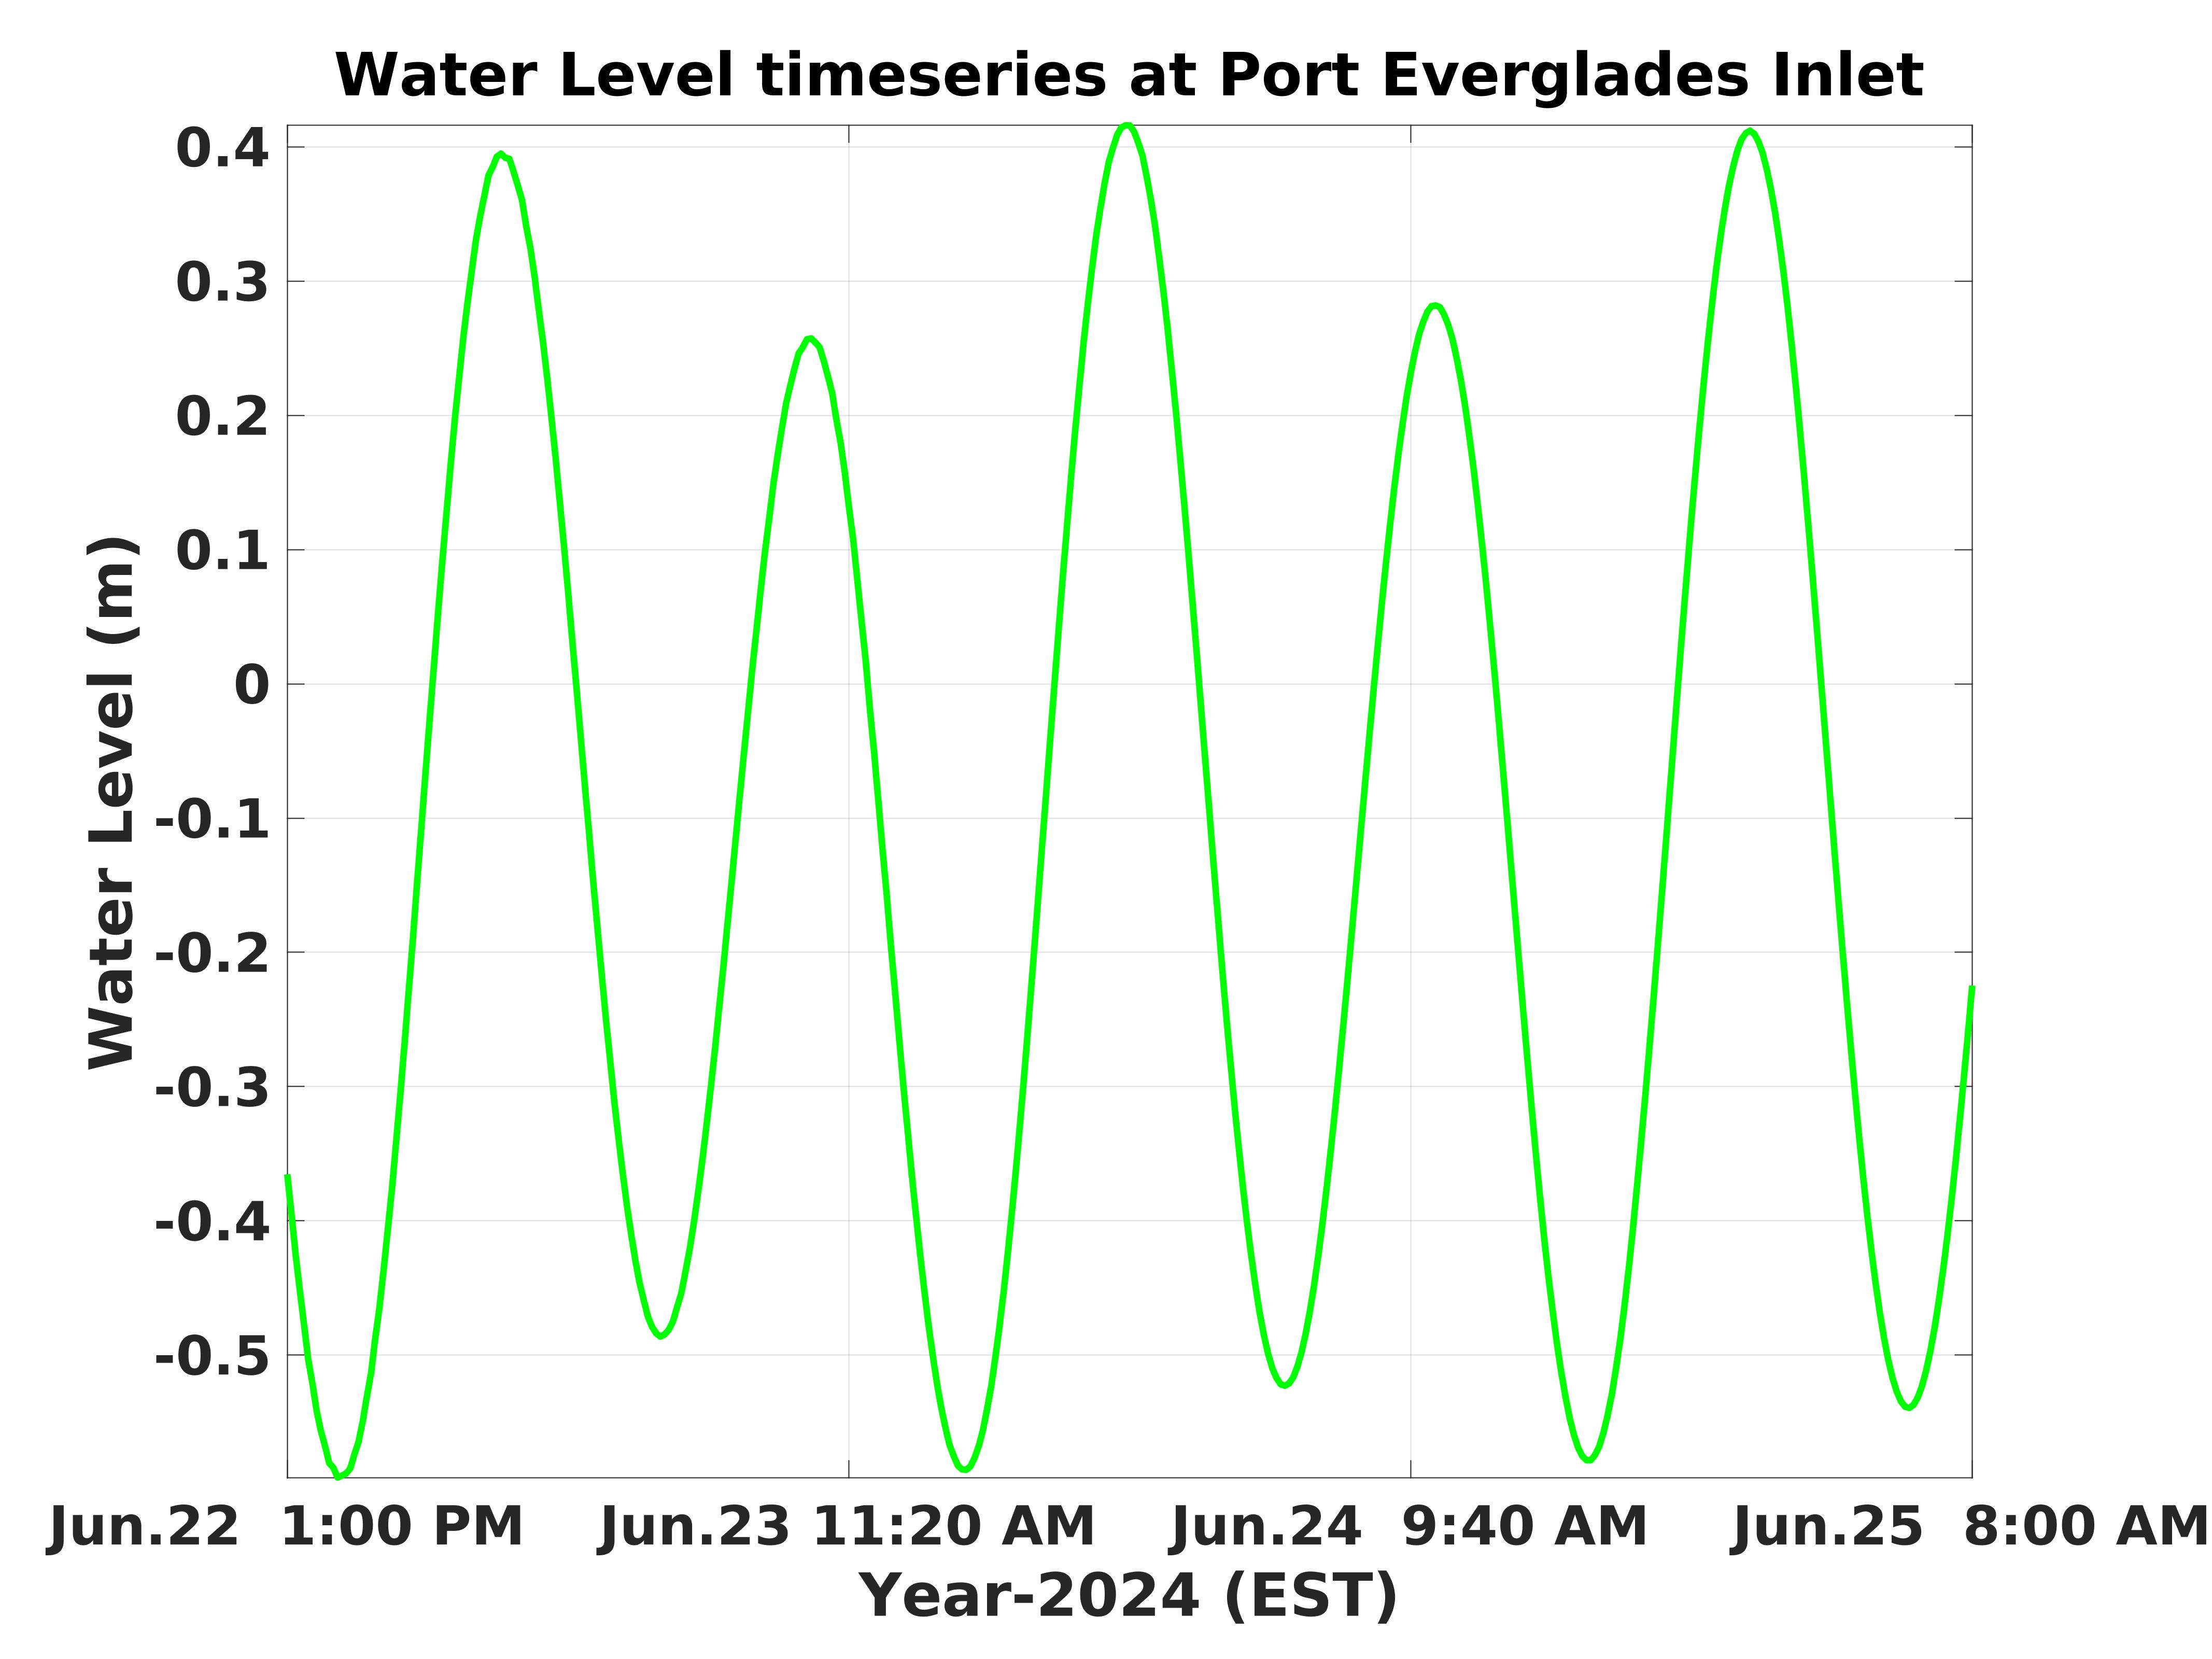 Water Level timeseries at Port Everglades Inlet
0.4
0.3
0.2
0.1
0
-0.1
-0.2
-0.3
-0.4
-0.5
Water Level (m)
Jun.22 1:00 PM Jun.23 11:20 AM Jun.24 9:40 AM Jun.25 8:00 AM
Year-2024 (EST)